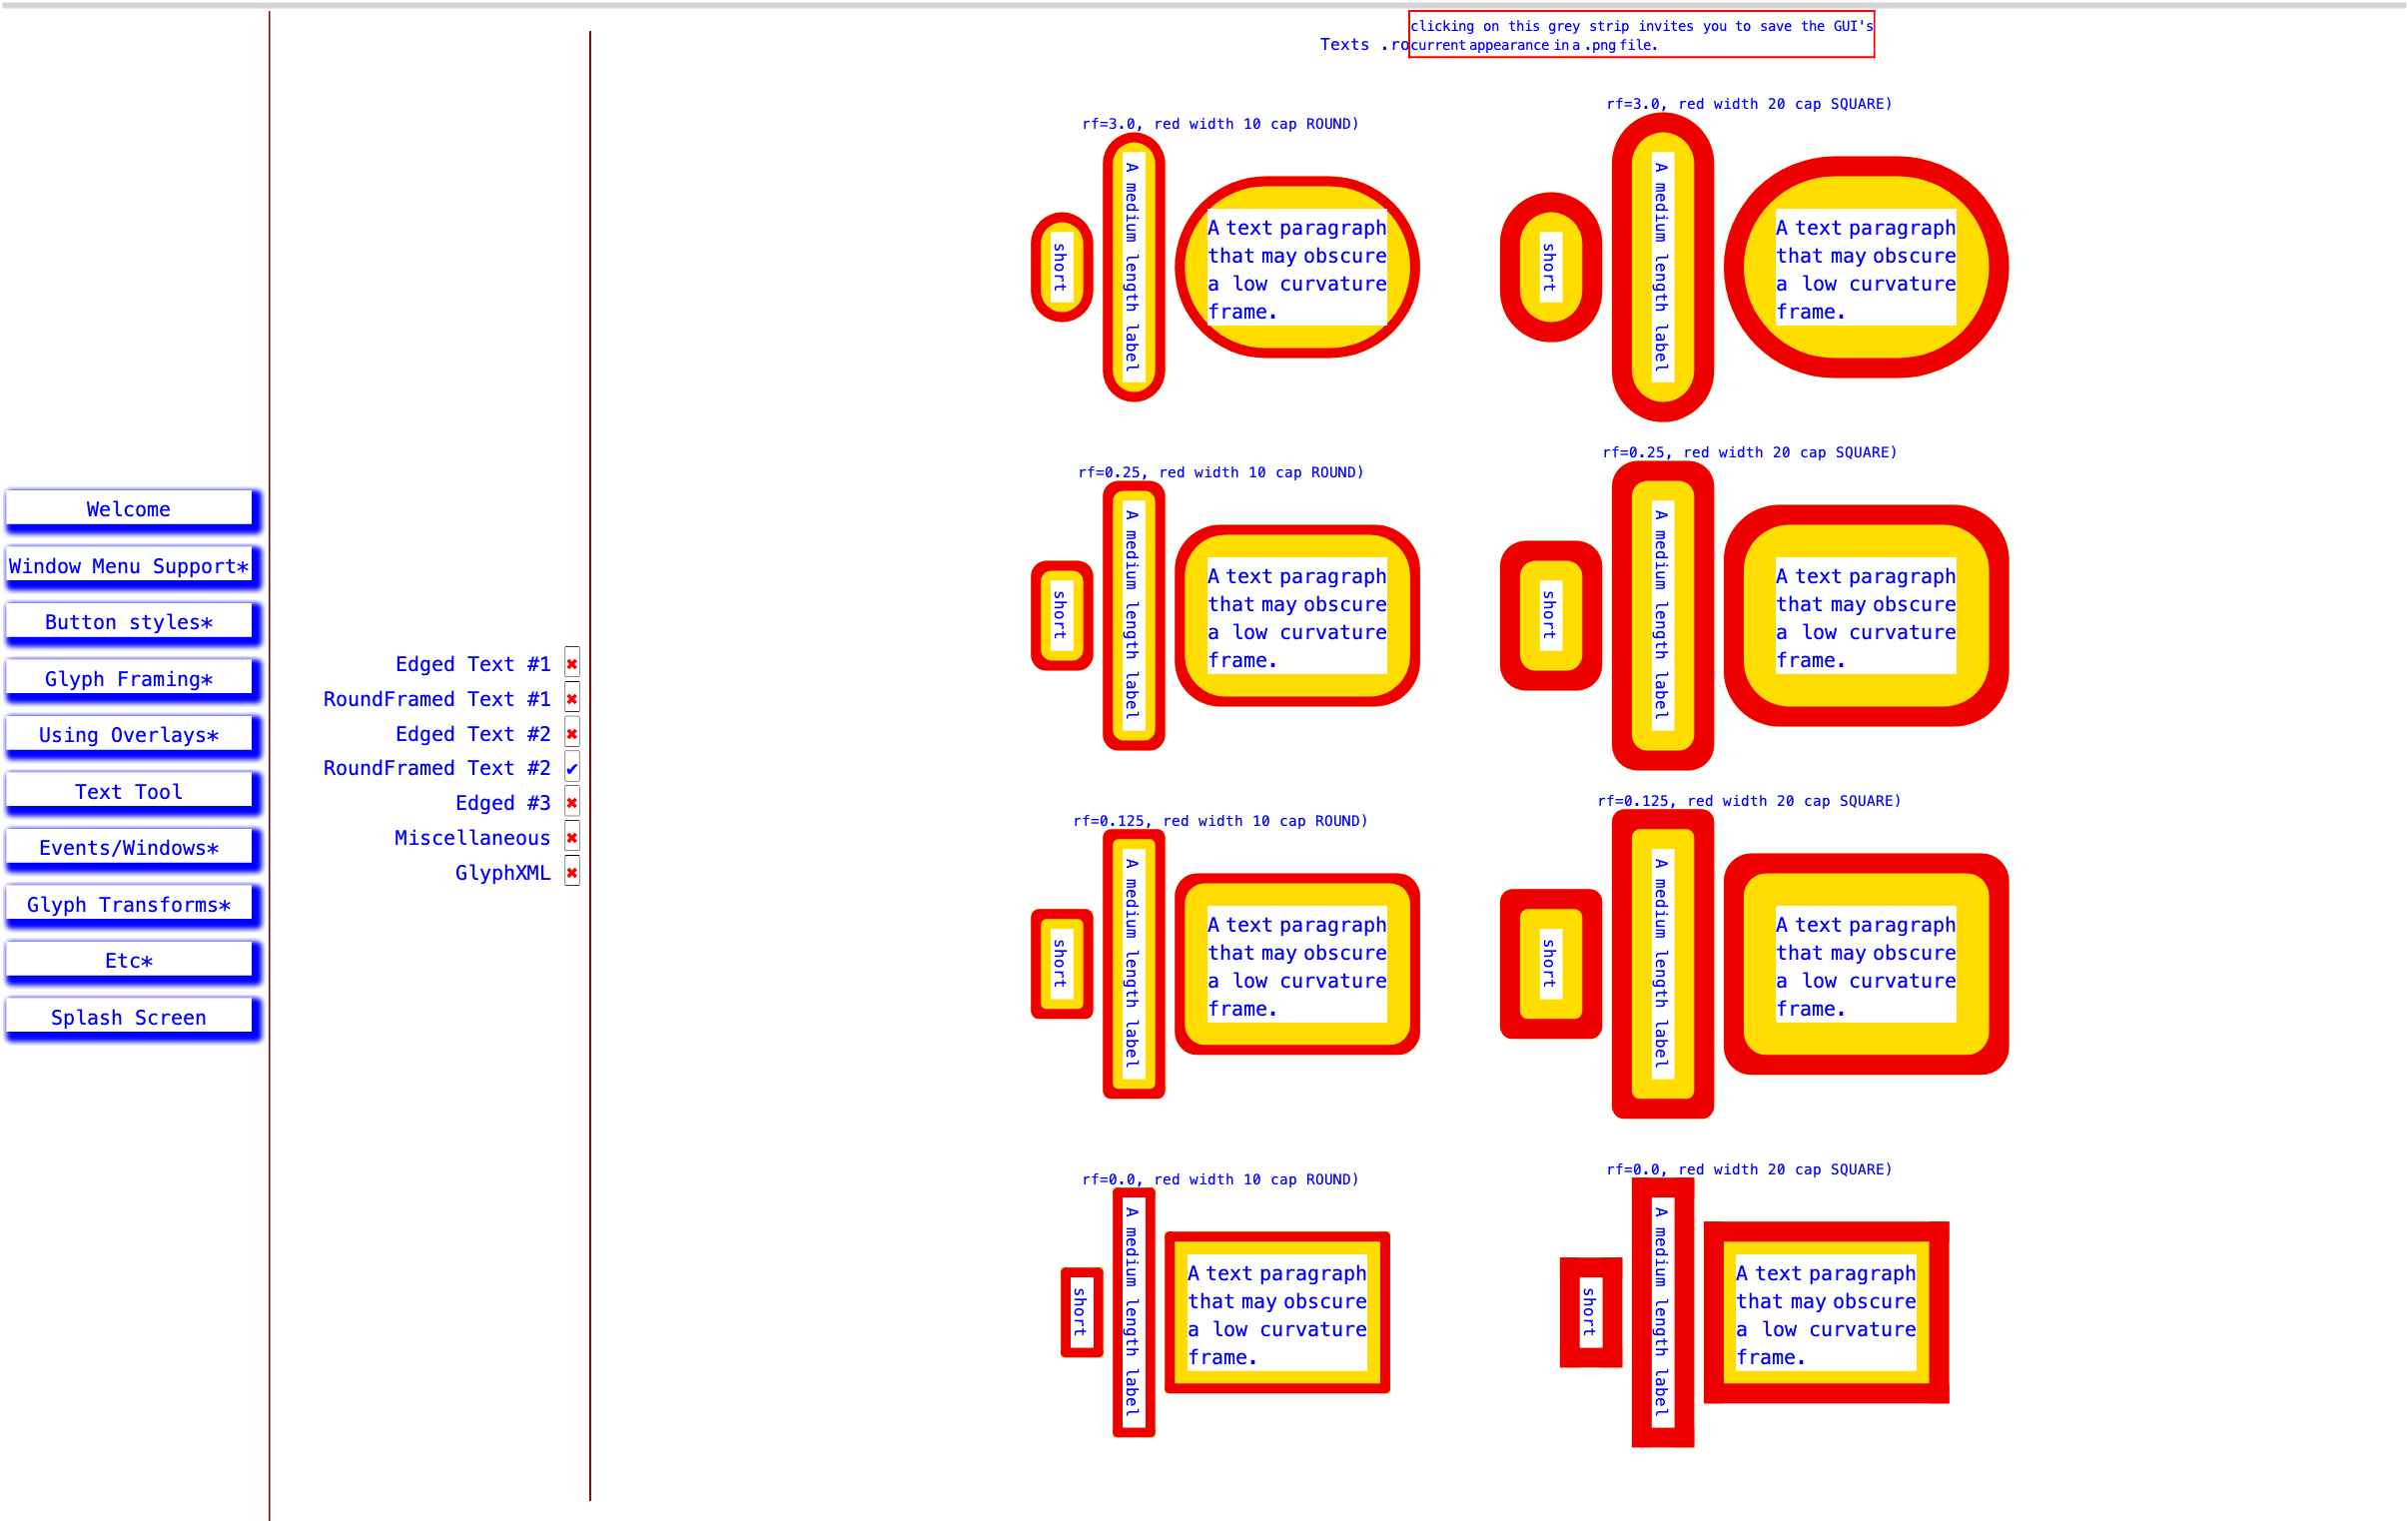 clicking on this grey strip invites you to save the GUI's
current appearance in a .png file.
Texts .ro
Welcome
Window Menu Support*
Button styles*
Glyph Framing*
Using Overlays*
Text Tool
Events/Windows*
Glyph Transforms*
Etc*
Splash Screen
Edged Text #1 ✖
RoundFramed Text #1 ✖
Edged Text #2 ✖
RoundFramed Text #2 ✔
Edged #3 ✖
Miscellaneous ✖
GlyphXML ✖
rf=3.0, red width 10 cap ROUND)
short
A medium length label
A text paragraph
that may obscure
a low curvature
frame.
rf=3.0, red width 20 cap SQUARE)
short
A medium length label
A text paragraph
that may obscure
a low curvature
frame.
rf=0.25, red width 10 cap ROUND)
short
A medium length label
A text paragraph
that may obscure
a low curvature
frame.
rf=0.25, red width 20 cap SQUARE)
short
A medium length label
A text paragraph
that may obscure
a low curvature
frame.
rf=0.125, red width 10 cap ROUND)
short
A medium length label
A text paragraph
that may obscure
a low curvature
frame.
rf=0.125, red width 20 cap SQUARE)
short
A medium length label
A text paragraph
that may obscure
a low curvature
frame.
rf=0.0, red width 10 cap ROUND)
short
A medium length label
A text paragraph
that may obscure
a low curvature
frame.
rf=0.0, red width 20 cap SQUARE)
short
A medium length label
A text paragraph
that may obscure
a low curvature
frame.